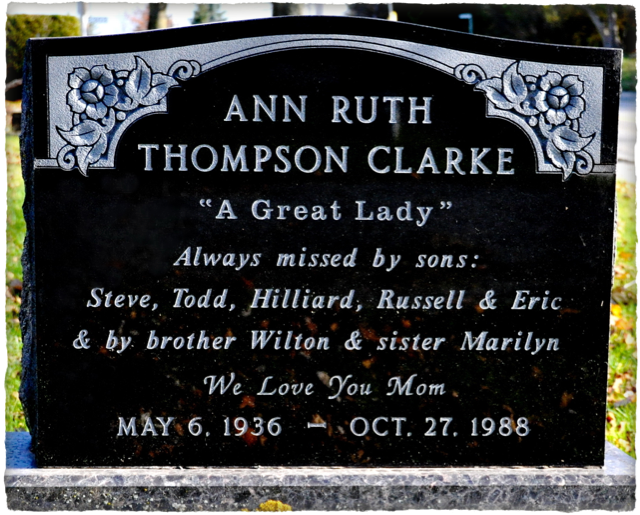 ANN RUTH
THOMPSON CLARKE
"A Great Lady"
Always missed by sons:
Steve, Todd, Hilliard, Russell & Eric
& by brother Wilton & sister Marilyn
We Love You Mom
MAY 6, 1936 – OCT. 27, 1988